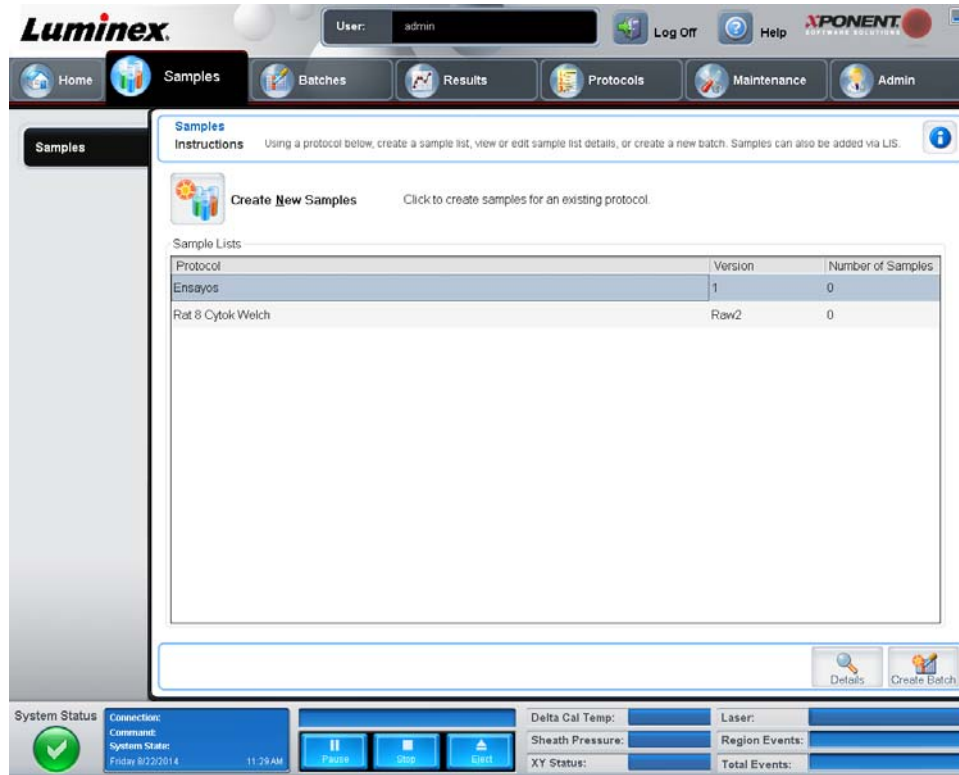 Luminex.
User: admin
Log Off
Help
XPONENT.
SOFTWARE SOLUTIONS
Home
Samples
Batches
Results
Protocols
Maintenance
Admin
Samples
Samples
Instructions Using a protocol below, create a sample list, view or edit sample list details, or create a new batch. Samples can also be added via LIS.
Create New Samples Click to create samples for an existing protocol.
Sample Lists
Protocol Version Number of Samples
Ensayos 1 0
Rat 8 Cytok Welch Raw2 0
Details
Create Batch
System Status
Connection:
Command:
System State:
Friday 8/22/2014 11:29 AM
Pause
Stop
Eject
Delta Cal Temp:
Sheath Pressure:
XY Status:
Laser:
Region Events:
Total Events: